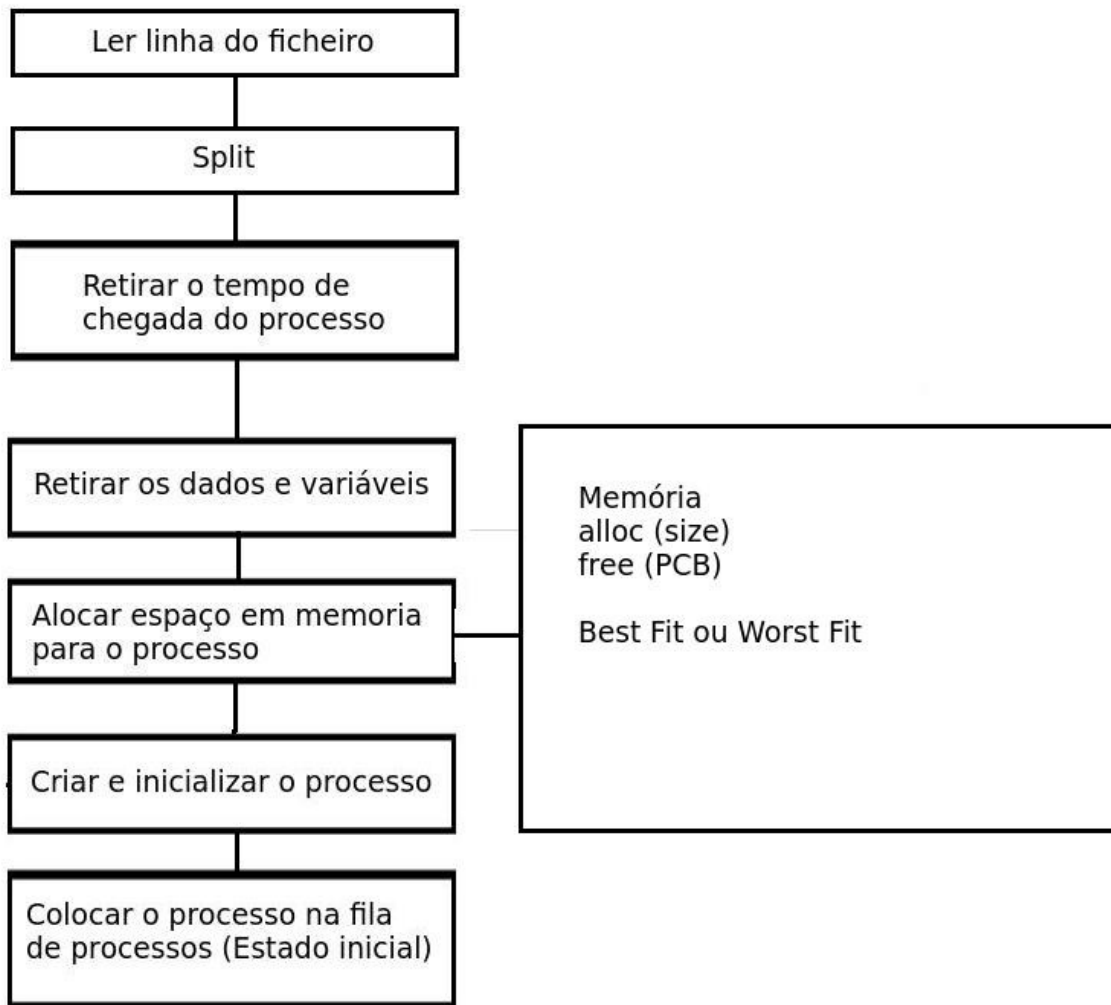 Ler linha do ficheiro
Split
Retirar o tempo de
chegada do processo
Retirar os dados e variáveis
Alocar espaço em memoria
para o processo
Memória
alloc (size)
free (PCB)
Best Fit ou Worst Fit
Criar e inicializar o processo
Colocar o processo na fila
de processos (Estado inicial)